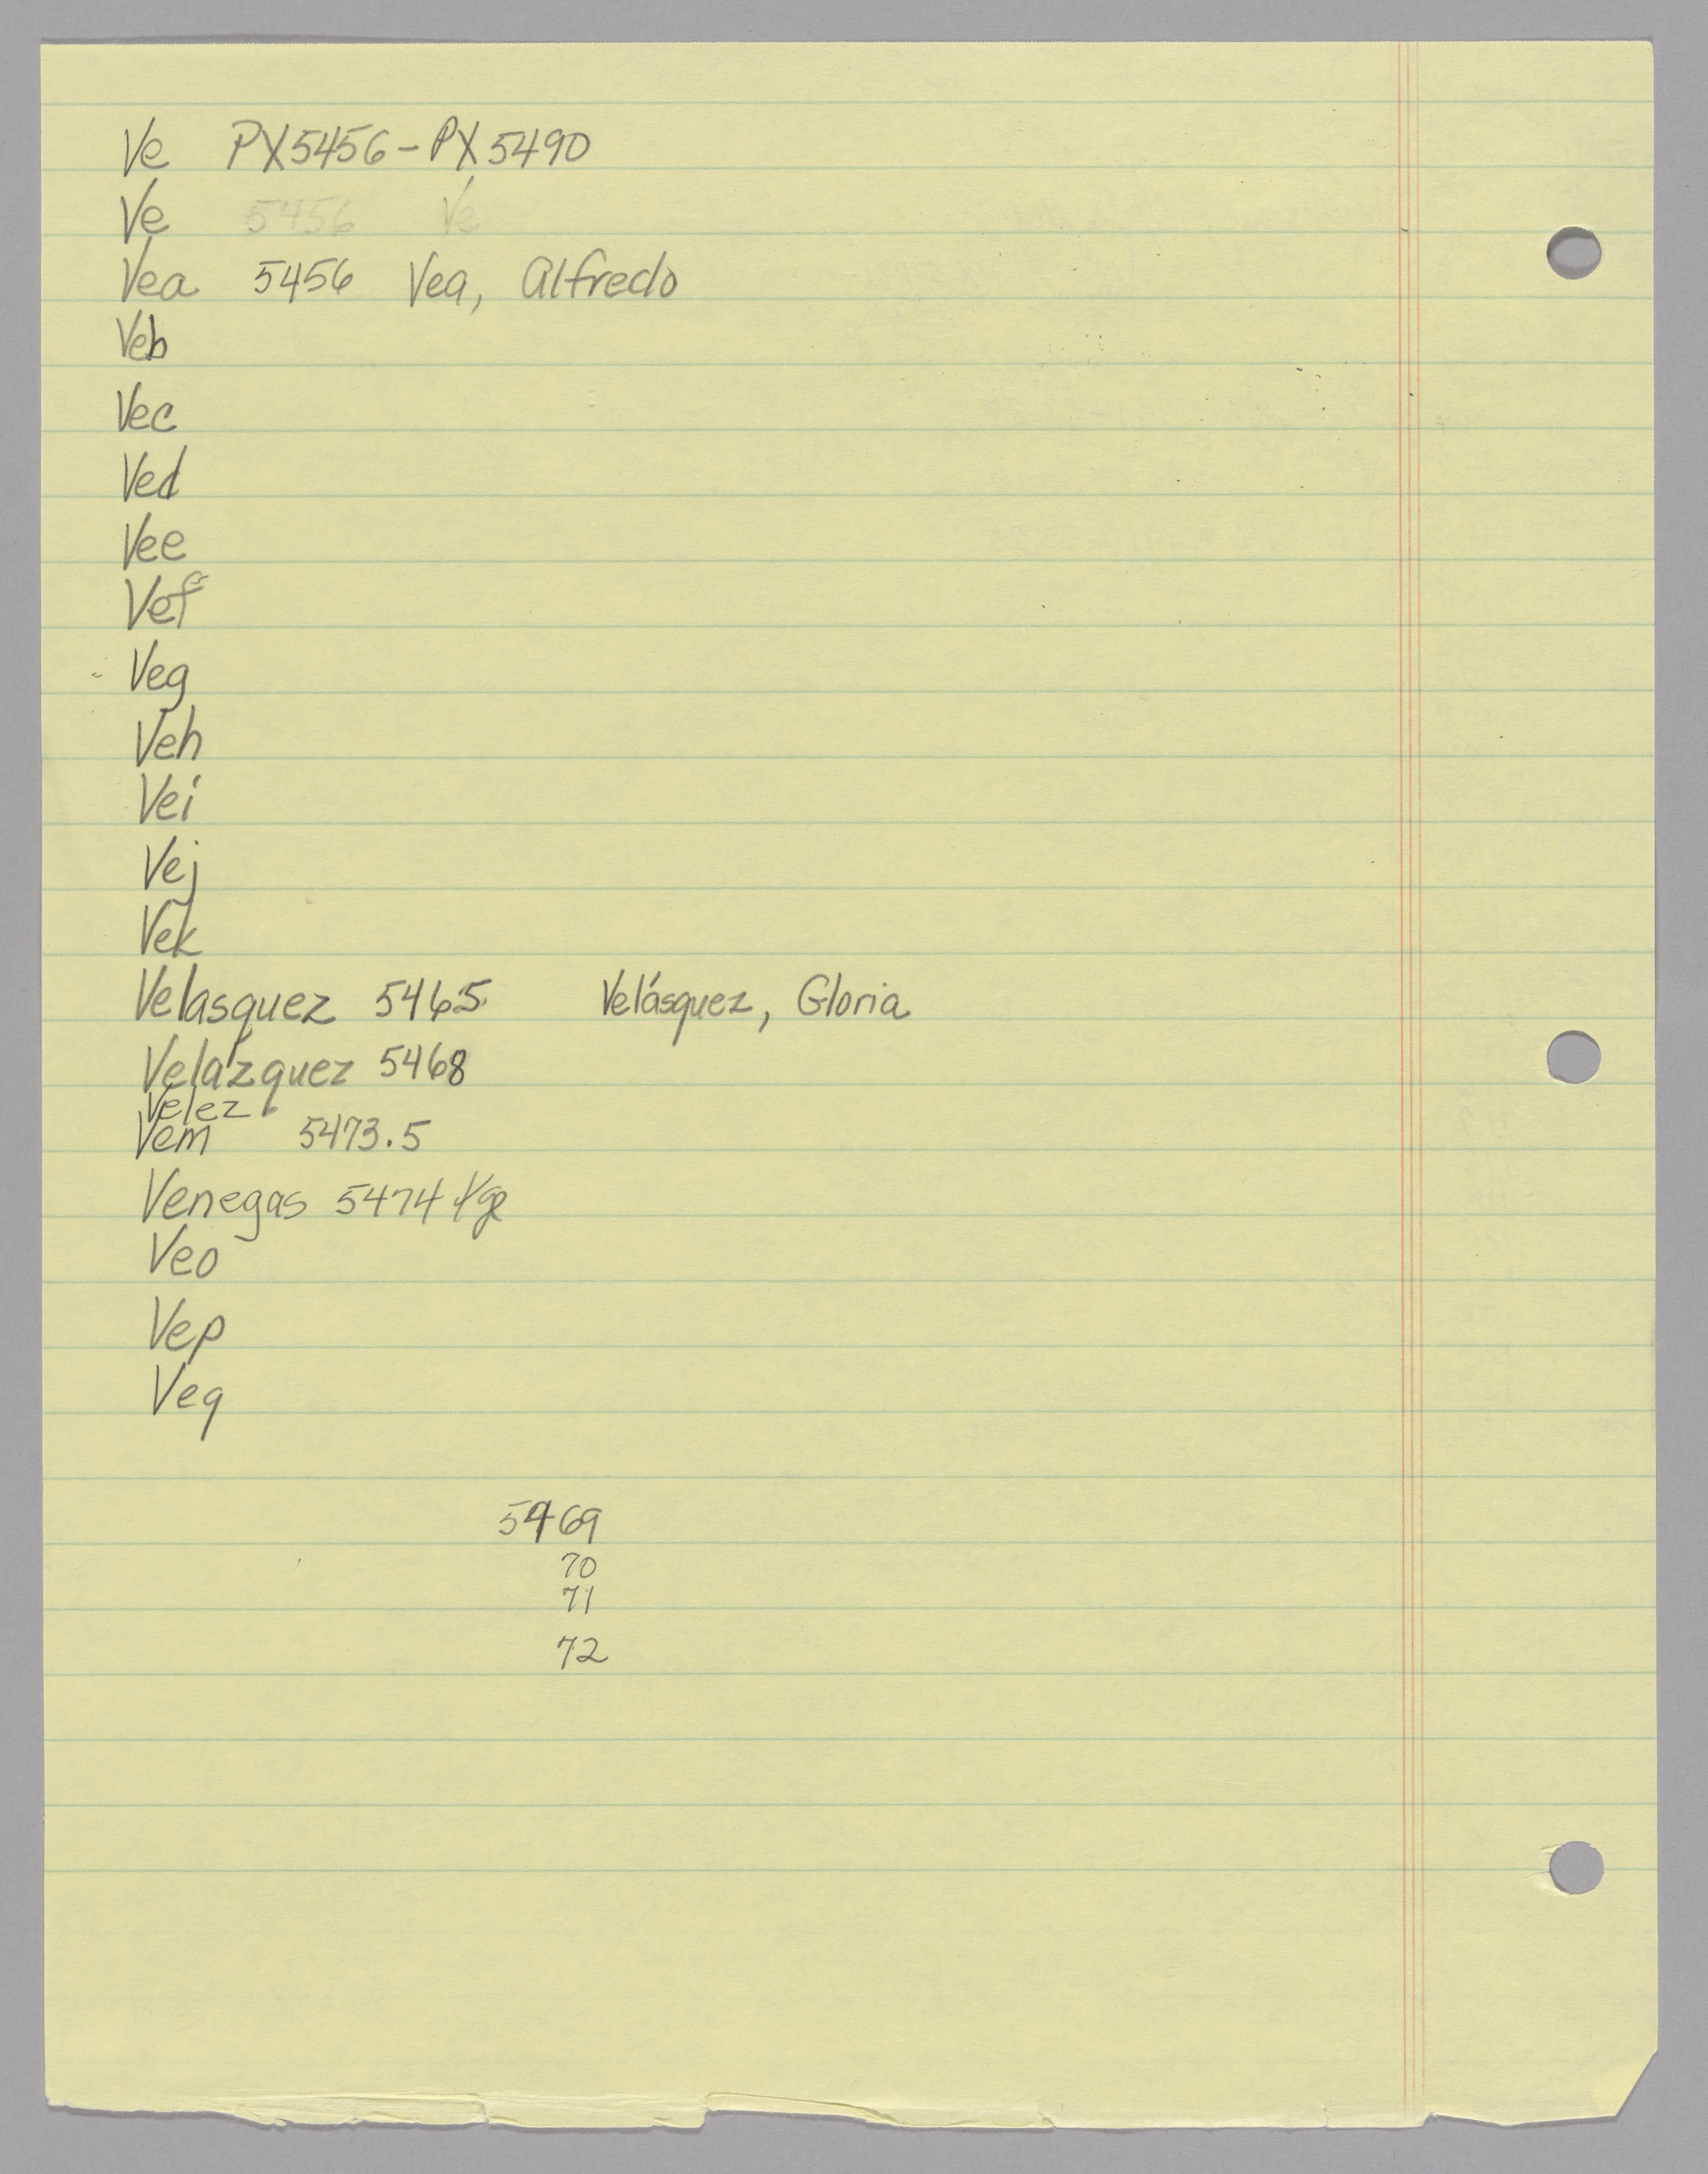 Ve PX5456-PX5490
Ve 5456 Ve
Vea 5456 Vea, Alfredo
Veb
Vec
Ved
Vee
Vef
Veg
Veh
Vei
Vej
Vek
Velasquez 5465 Velásquez, Gloria
Velazquez 5468
Velez
Vem 5473.5
Venegas 5474
Veo
Vep
Veq
5469
70
71
72